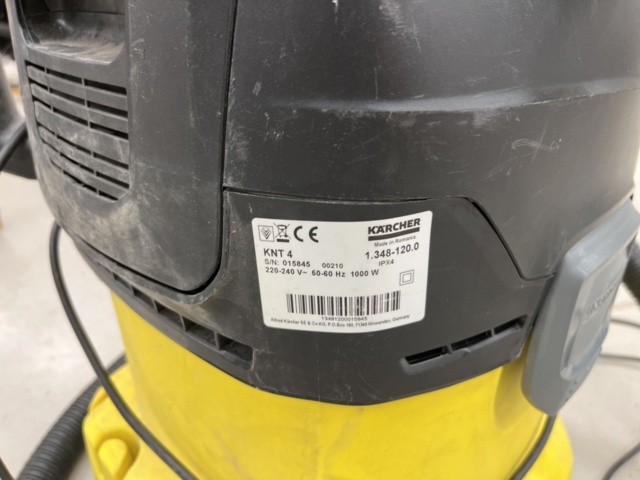 KÄRCHER
Made in Romania
KNT 4
1.348-120.0
S/N: 015845 00210
IPX4
220-240 V~ 50-60 Hz 1000 W
Alfred Kärcher SE & Co.KG, P.O.Box 160, 71349 Winnenden, Germany